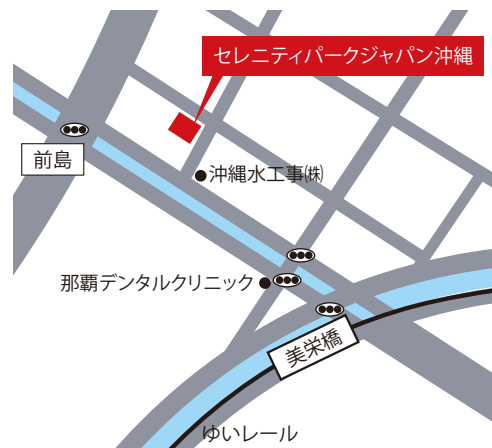 セレニティパークジャパン沖縄
前島
沖縄水工事㈱
那覇デンタルクリニック
美栄橋
ゆいレール